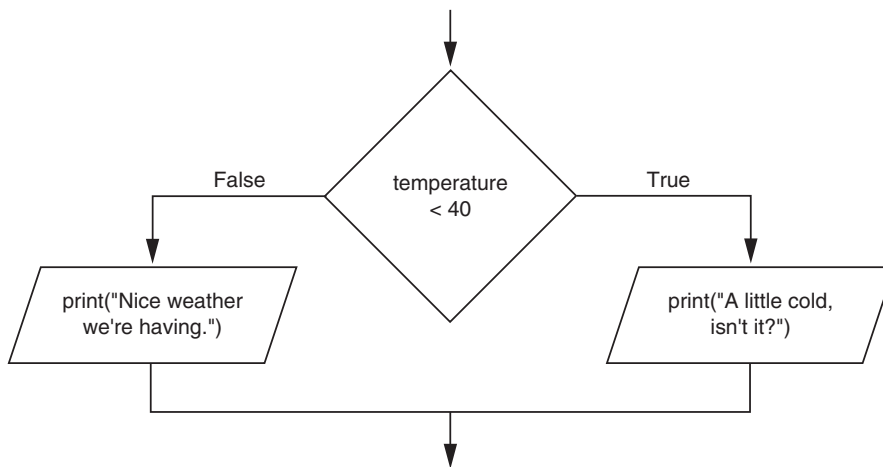 False
temperature
< 40
True
print("Nice weather
we're having.")
print("A little cold,
isn't it?")